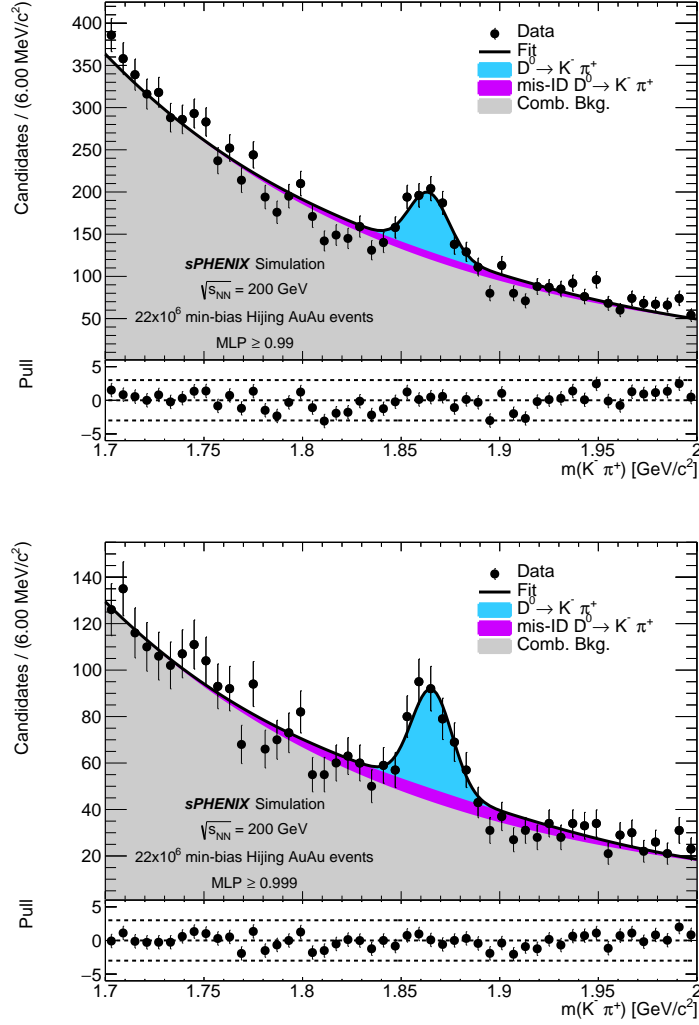 Candidates / (6.00 MeV/c²)
400
350
300
250
200
150
100
50
Data
Fit
D⁰→ K⁻ π⁺
mis-ID D⁰→ K⁻ π⁺
Comb. Bkg.
sPHENIX Simulation
√s_NN = 200 GeV
22x10⁶ min-bias Hijing AuAu events
MLP ≥ 0.99
Pull
5
0
−5
1.7 1.75 1.8 1.85 1.9 1.95 2
m(K⁻ π⁺) [GeV/c²]
Candidates / (6.00 MeV/c²)
140
120
100
80
60
40
20
Data
Fit
D⁰→ K⁻ π⁺
mis-ID D⁰→ K⁻ π⁺
Comb. Bkg.
sPHENIX Simulation
√s_NN = 200 GeV
22x10⁶ min-bias Hijing AuAu events
MLP ≥ 0.999
Pull
5
0
−5
1.7 1.75 1.8 1.85 1.9 1.95 2
m(K⁻ π⁺) [GeV/c²]